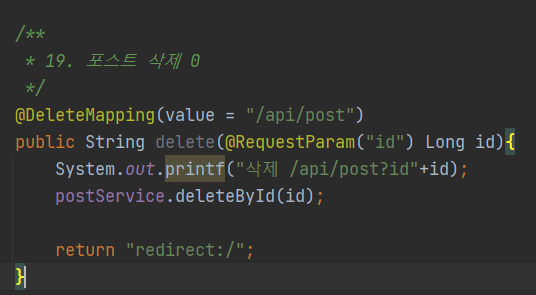 /**
* 19. 포스트 삭제 0
*/
@DeleteMapping(value = "/api/post")
public String delete(@RequestParam("id") Long id){
System.out.printf("삭제 /api/post?id"+id);
postService.deleteById(id);
return "redirect:/";
}